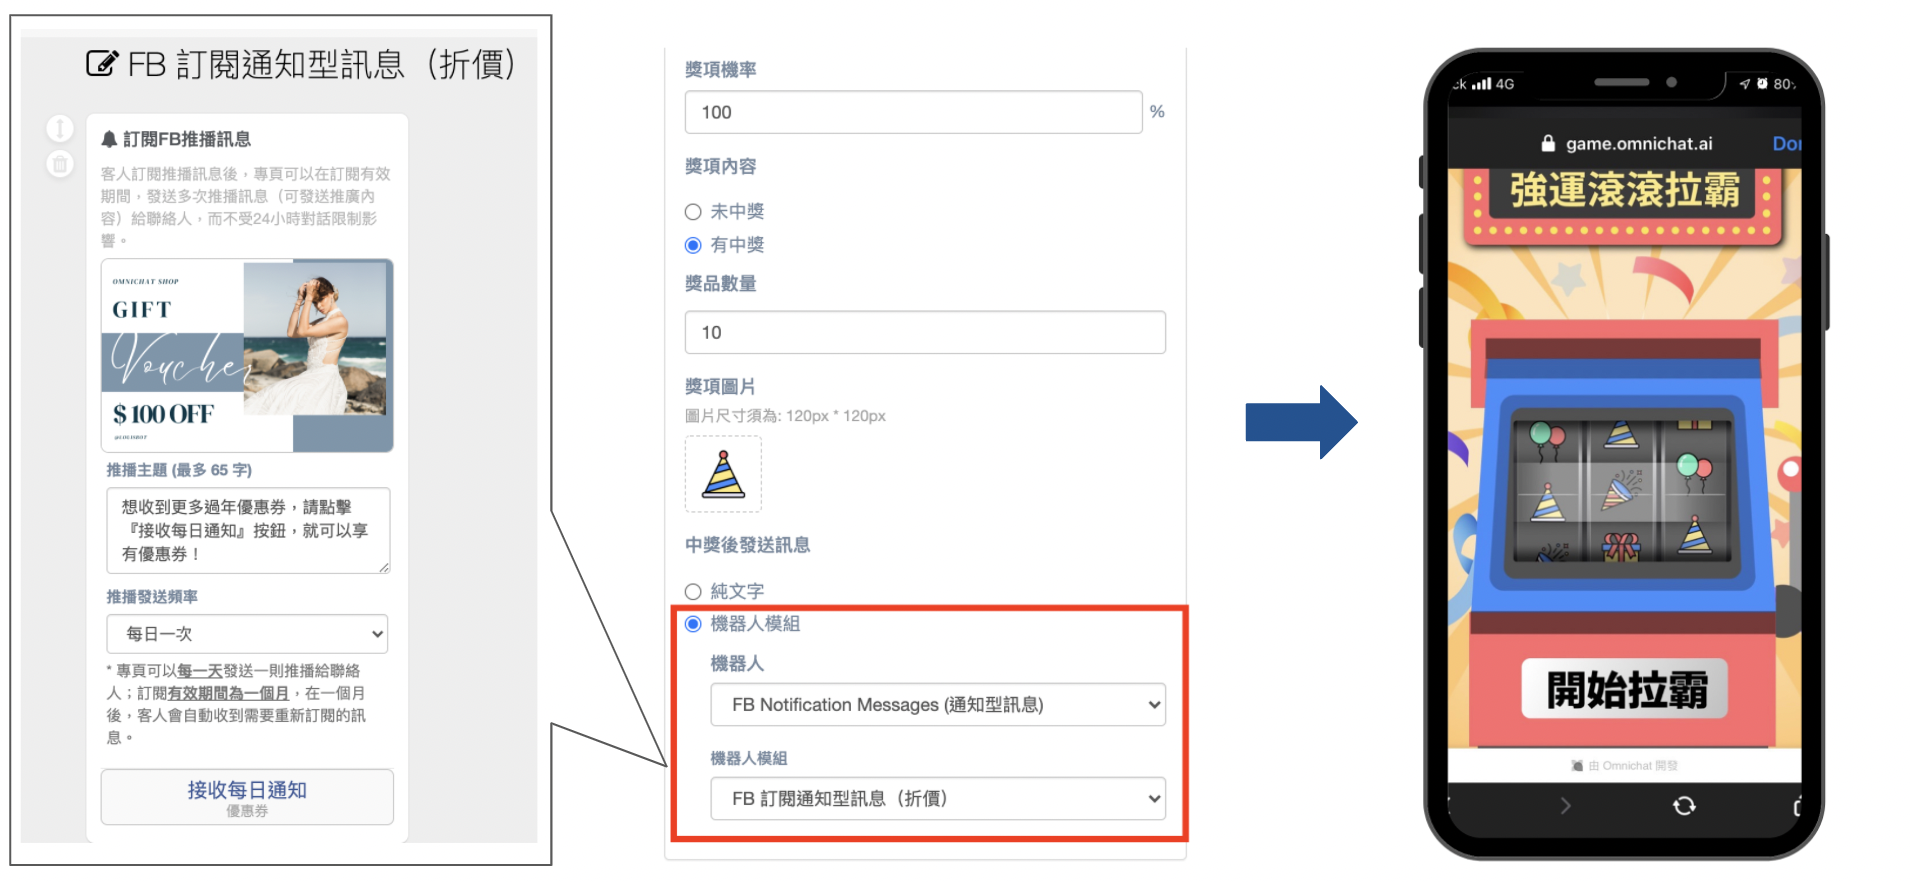 FB 訂閱通知型訊息（折價）
訂閱FB推播訊息
客人訂閱推播訊息後，專頁可以在訂閱有效
期間，發送多次推播訊息（可發送推廣內
容）給聯絡人，而不受24小時對話限制影
響。
OMNICHAT SHOP
GIFT
Voucher
$100 OFF
推播主題 (最多 65 字)
想收到更多過年優惠券，請點擊
『接收每日通知』按鈕，就可以享
有優惠券！
推播發送頻率
每日一次
* 專頁可以每一天發送一則推播給聯絡
人；訂閱有效期間為一個月，在一個月
後，客人會自動收到需要重新訂閱的訊
息。
接收每日通知
優惠券
獎項機率
100 %
獎項內容
未中獎
有中獎
獎品數量
10
獎項圖片
圖片尺寸須為: 120px * 120px
中獎後發送訊息
純文字
機器人模組
機器人
FB Notification Messages (通知型訊息)
機器人模組
FB 訂閱通知型訊息（折價）
ck 4G 80%
game.omnichat.ai Don
強運滾滾拉霸
開始拉霸
由 Omnichat 開發